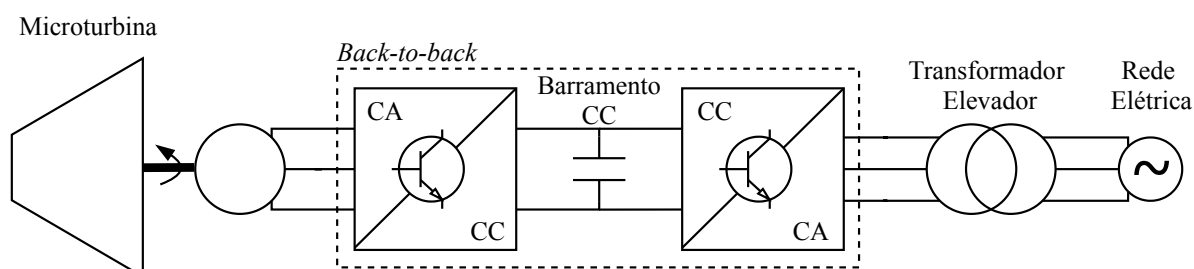 Microturbina
Back-to-back
CA
CC
Barramento
CC
CC
CA
Transformador
Elevador
Rede
Elétrica
~